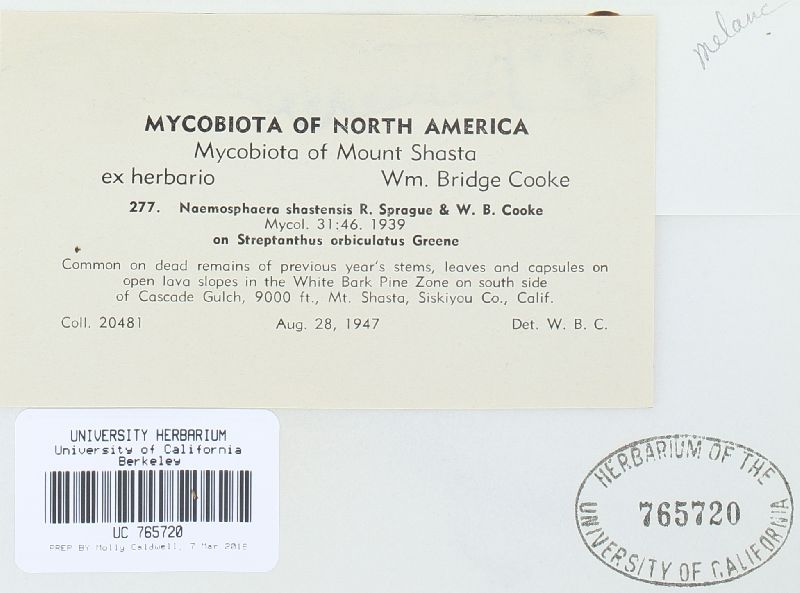 melanc
MYCOBIOTA OF NORTH AMERICA
Mycobiota of Mount Shasta
ex herbario Wm. Bridge Cooke
277. Naemosphaera shastensis R. Sprague & W. B. Cooke
Mycol. 31:46. 1939
on Streptanthus orbiculatus Greene
Common on dead remains of previous year's stems, leaves and capsules on
open lava slopes in the White Bark Pine Zone on south side
of Cascade Gulch, 9000 ft., Mt. Shasta, Siskiyou Co., Calif.
Coll. 20481 Aug. 28, 1947 Det. W. B. C.
UNIVERSITY HERBARIUM
University of California
Berkeley
UC 765720
PREP BY Molly Caldwell, 7 Mar 2018
HERBARIUM OF THE
765720
UNIVERSITY OF CALIFORNIA